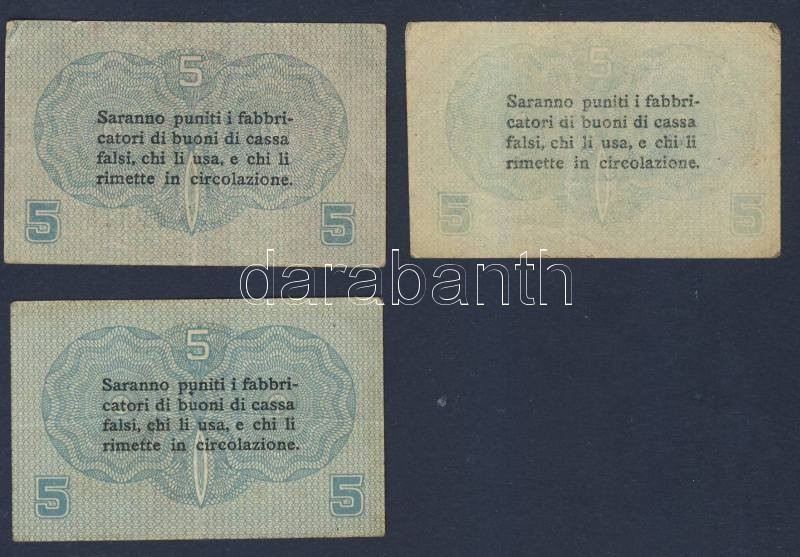 5
Saranno puniti i fabbri-
catori di buoni di cassa
falsi, chi li usa, e chi li
rimette in circolazione.
5 5
5
Saranno puniti i fabbri-
catori di buoni di cassa
falsi, chi li usa, e chi li
rimette in circolazione.
5 5
darabanth
5
Saranno puniti i fabbri-
catori di buoni di cassa
falsi, chi li usa, e chi li
rimette in circolazione.
5 5